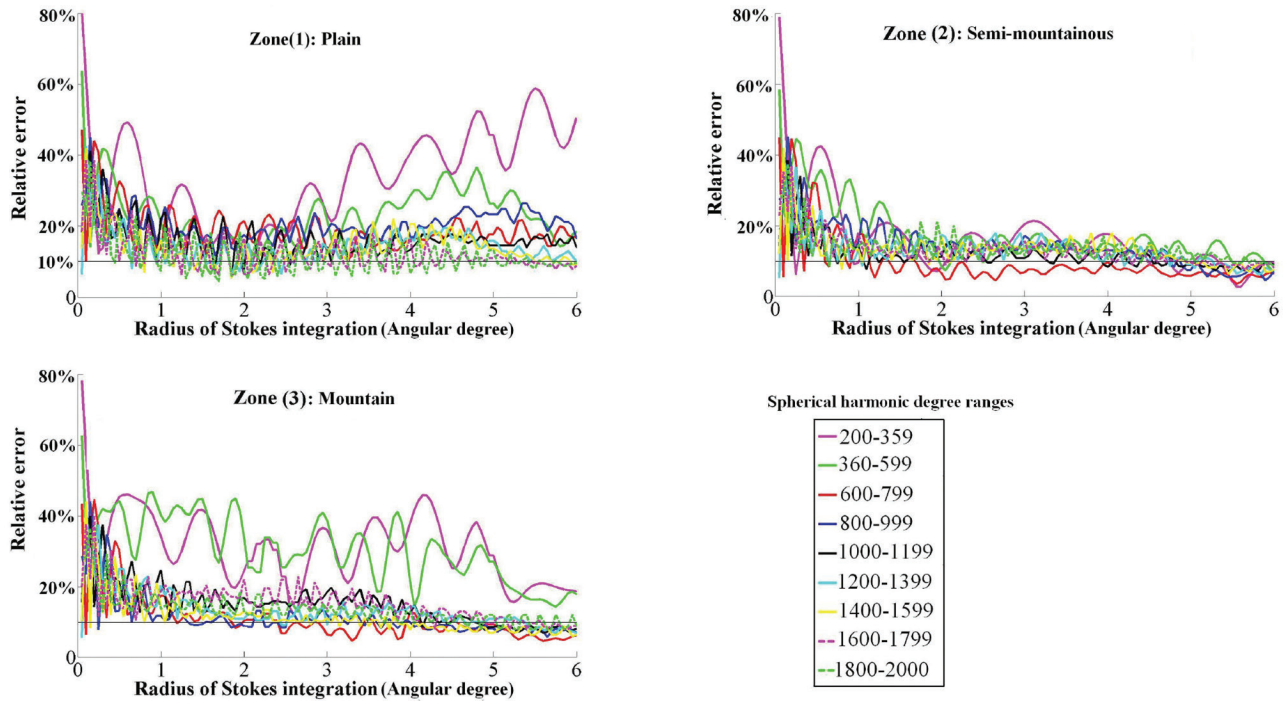 Zone(1): Plain
Relative error
80%
60%
40%
20%
10%
0
0 1 2 3 4 5 6
Radius of Stokes integration (Angular degree)
Zone (2): Semi-mountainous
Relative error
80%
60%
40%
20%
10%
0
0 1 2 3 4 5 6
Radius of Stokes integration (Angular degree)
Zone (3): Mountain
Relative error
80%
60%
40%
20%
10%
0
0 1 2 3 4 5 6
Radius of Stokes integration (Angular degree)
Spherical harmonic degree ranges
200-359
360-599
600-799
800-999
1000-1199
1200-1399
1400-1599
1600-1799
1800-2000